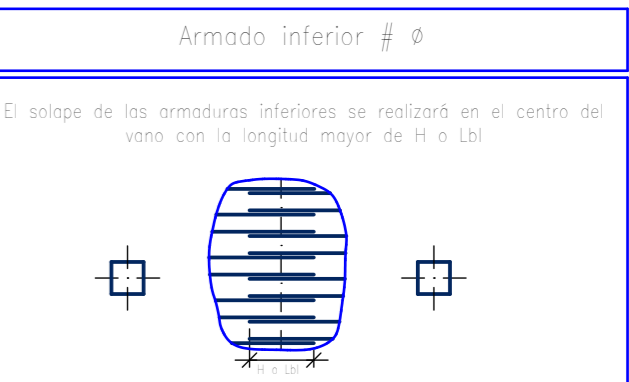 Armado inferior # ø
El solape de las armaduras inferiores se realizará en el centro del
vano con la longitud mayor de H o Lbl
H o Lbl